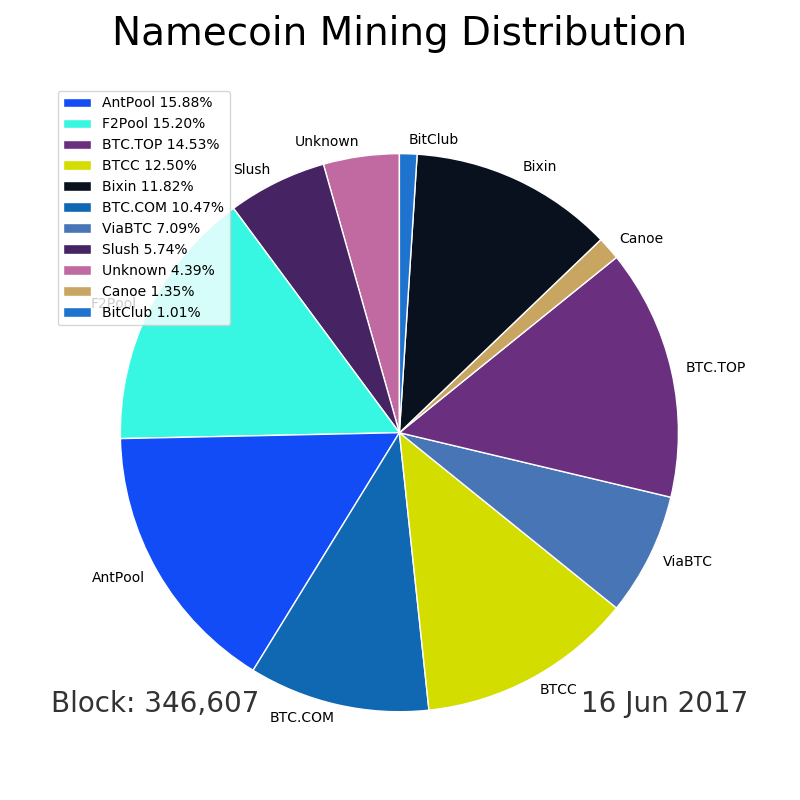 Namecoin Mining Distribution
AntPool 15.88%
F2Pool 15.20%
BTC.TOP 14.53%
BTCC 12.50%
Bixin 11.82%
BTC.COM 10.47%
ViaBTC 7.09%
Slush 5.74%
Unknown 4.39%
Canoe 1.35%
BitClub 1.01%
BitClub
Unknown
Bixin
Slush
Canoe
F2Pool
BTC.TOP
ViaBTC
AntPool
BTCC
BTC.COM
Block: 346,607
16 Jun 2017